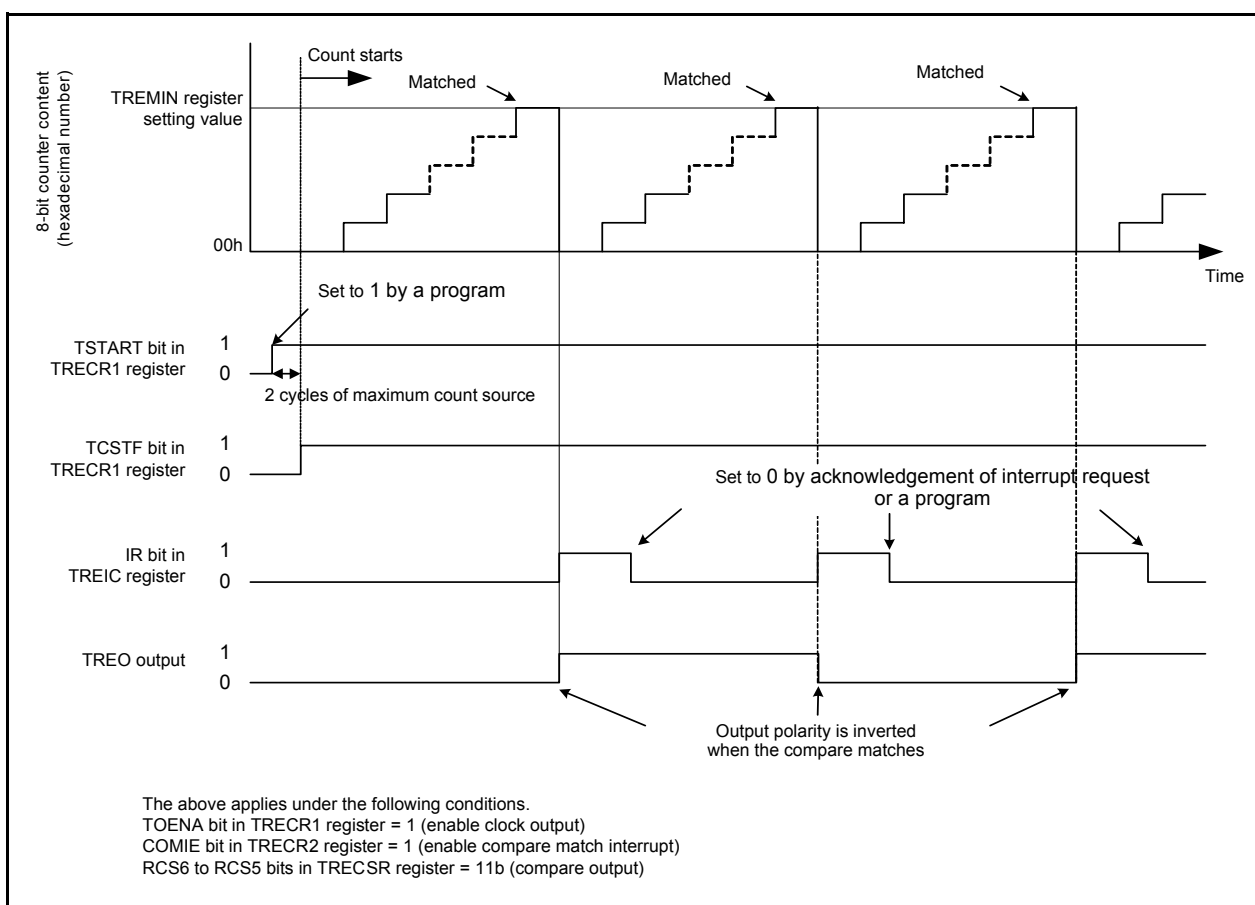 Count starts
Matched
Matched
Matched
TREMIN register
setting value
8-bit counter content
(hexadecimal number)
00h
Time
Set to 1 by a program
TSTART bit in
TRECR1 register
1
0
2 cycles of maximum count source
TCSTF bit in
TRECR1 register
1
0
Set to 0 by acknowledgement of interrupt request
or a program
IR bit in
TREIC register
1
0
TREO output
1
0
Output polarity is inverted
when the compare matches
The above applies under the following conditions.
TOENA bit in TRECR1 register = 1 (enable clock output)
COMIE bit in TRECR2 register = 1 (enable compare match interrupt)
RCS6 to RCS5 bits in TRECSR register = 11b (compare output)